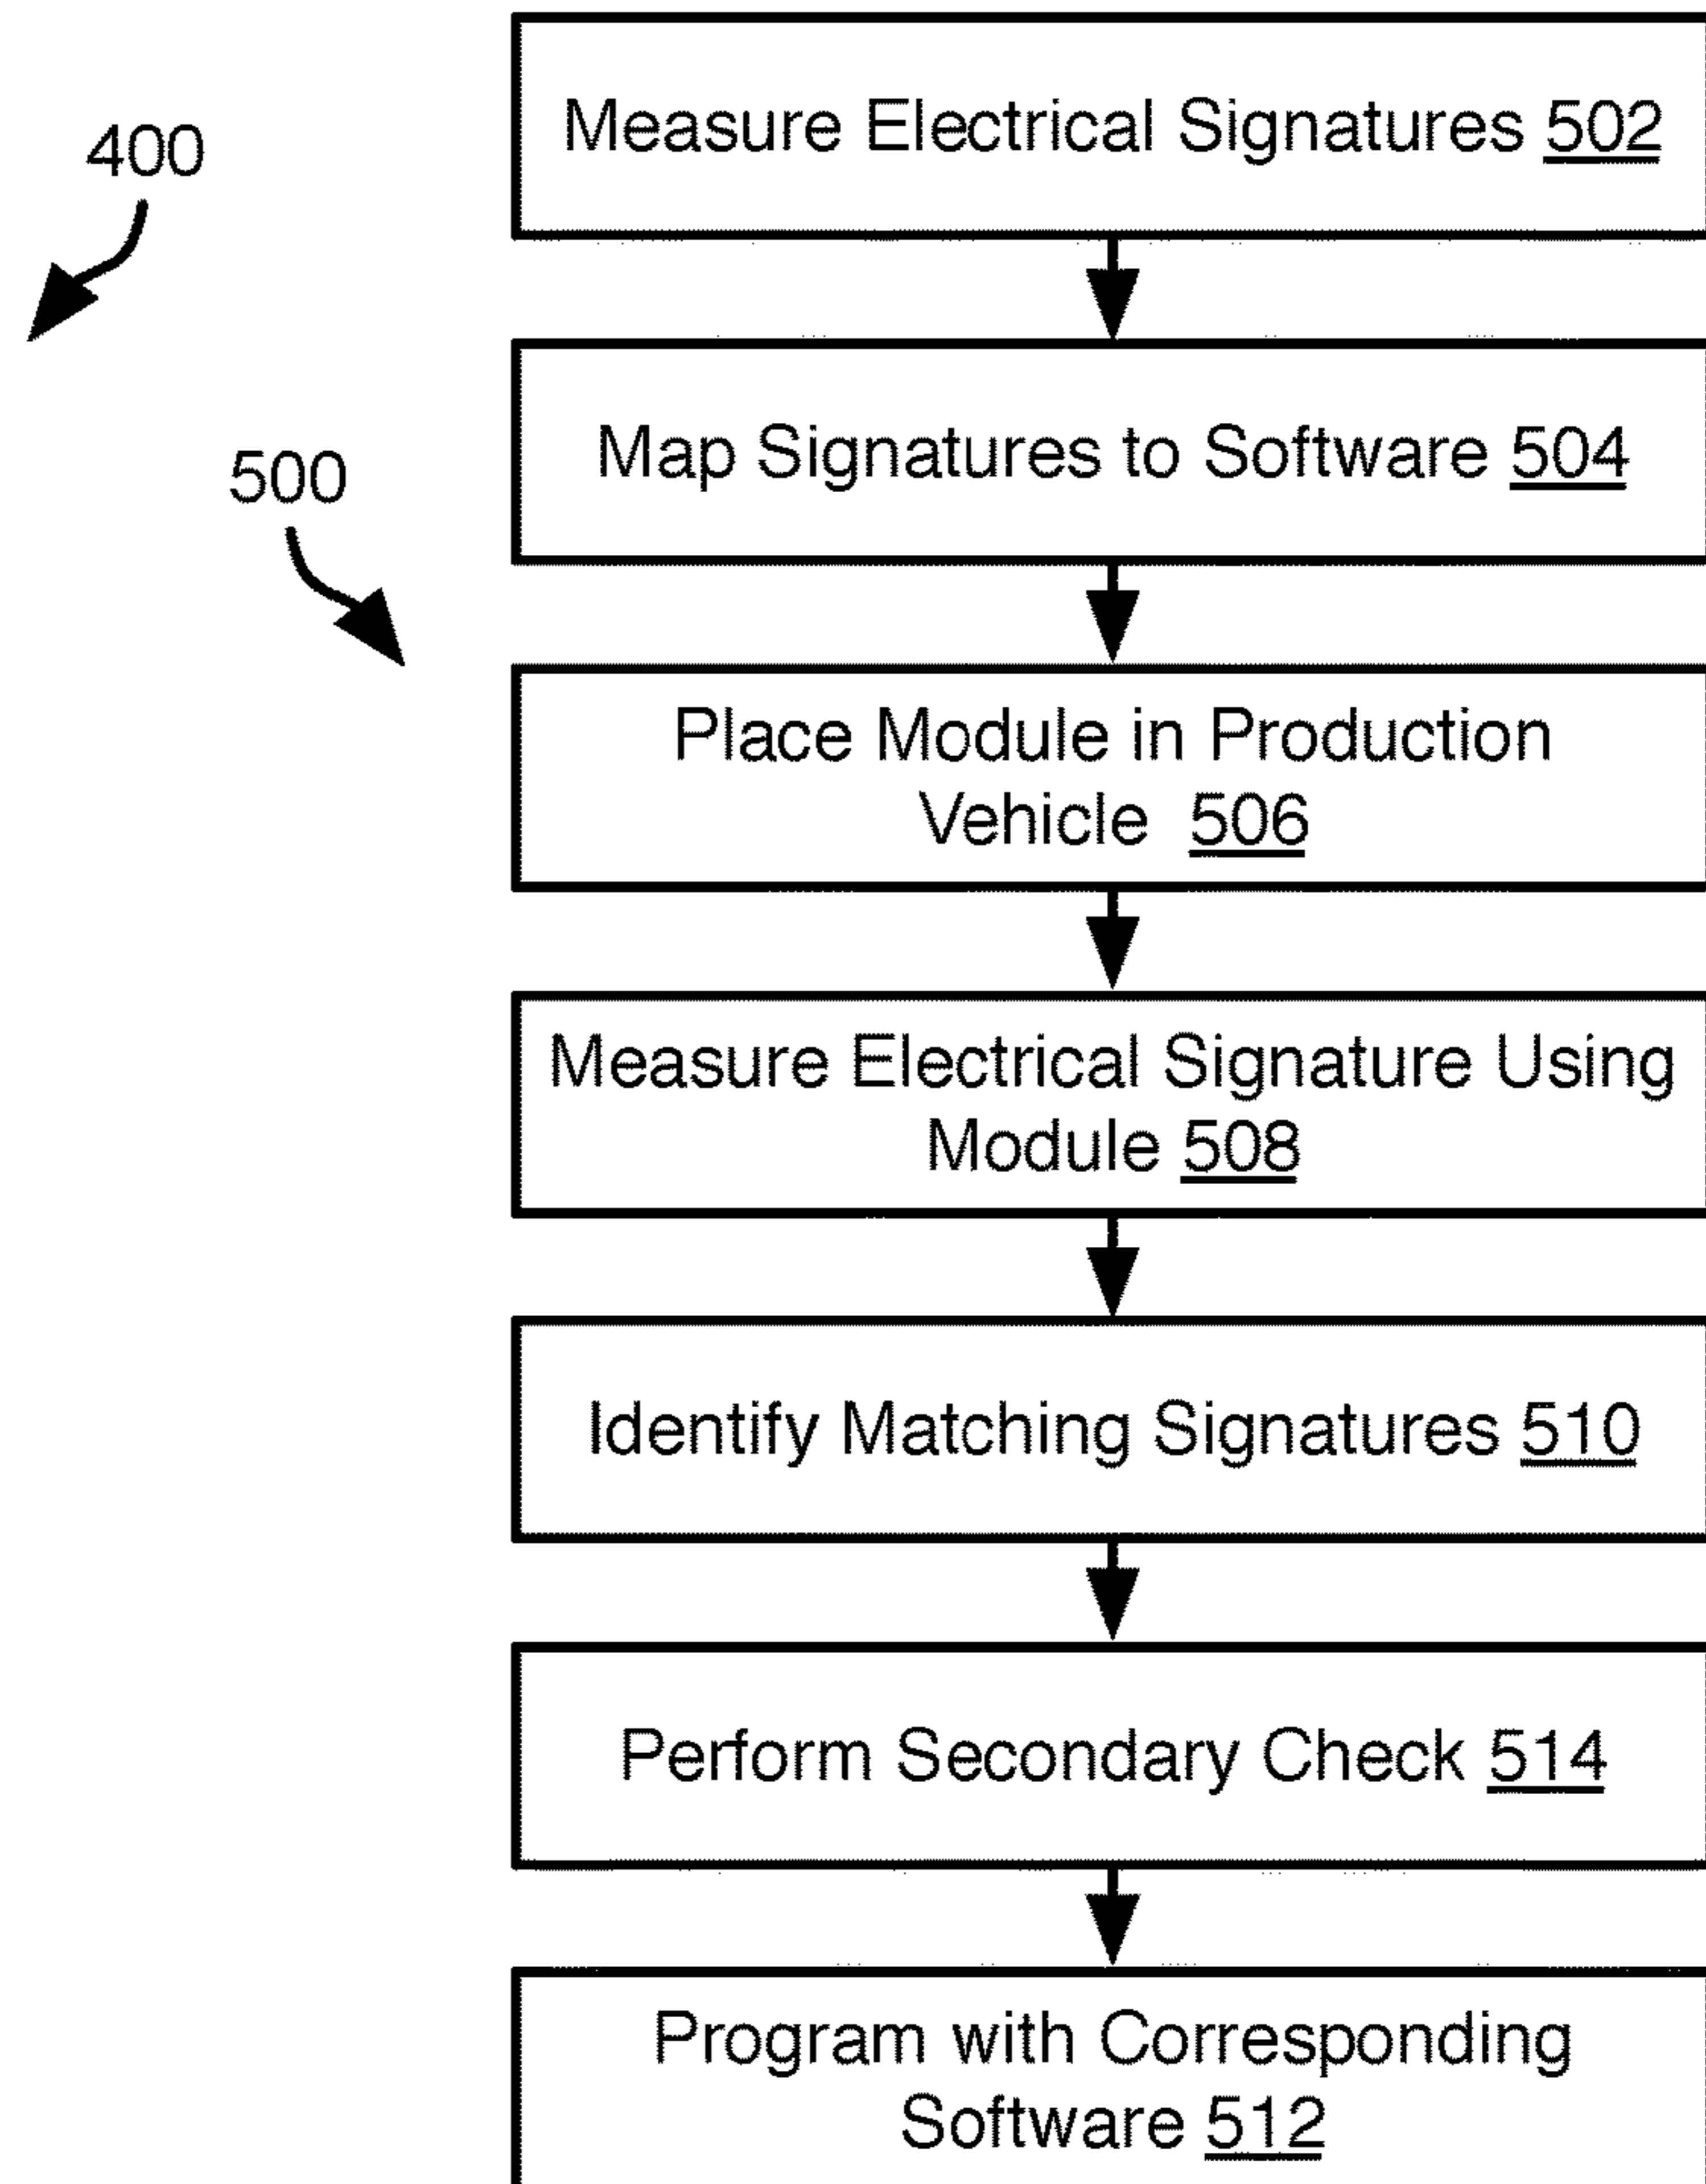 Measure Electrical Signatures 502
400
Map Signatures to Software 504
500
Place Module in Production
Vehicle 506
Measure Electrical Signature Using
Module 508
Identify Matching Signatures 510
Perform Secondary Check 514
Program with Corresponding
Software 512